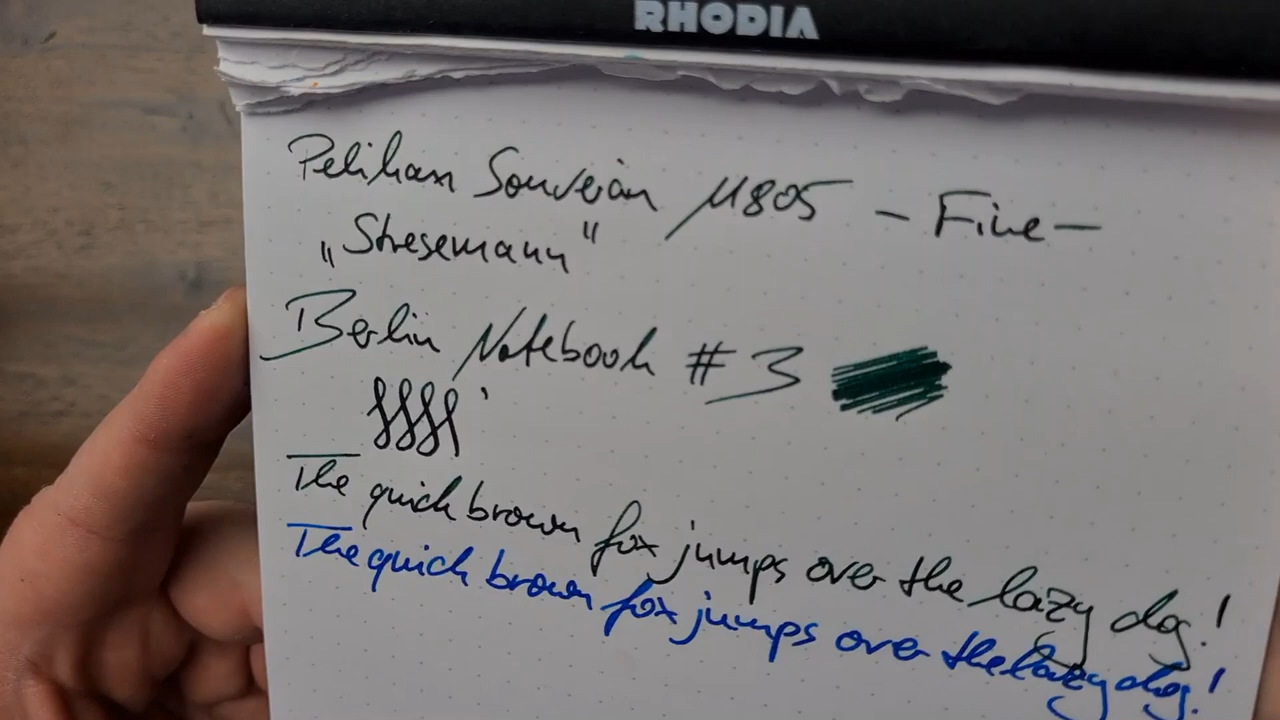 RHODIA
Pelikan Souverän M805 – Fine –
„Stresemann"
Berlin Notebook #3
The quick brown fox jumps over the lazy dog!
The quick brown fox jumps over the lazy dog!